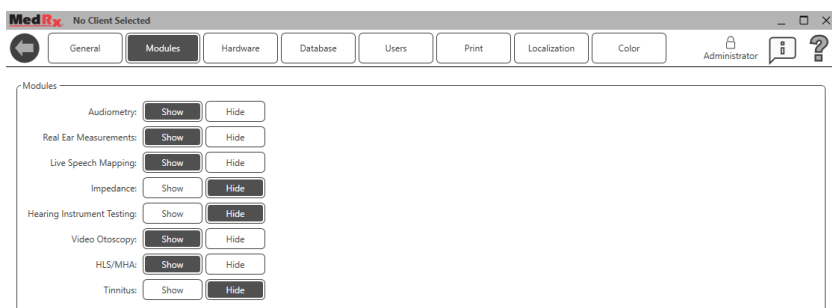 MedRx No Client Selected
General Modules Hardware Database Users Print Localization Color Administrator i ?
Modules
Audiometry: Show Hide
Real Ear Measurements: Show Hide
Live Speech Mapping: Show Hide
Impedance: Show Hide
Hearing Instrument Testing: Show Hide
Video Otoscopy: Show Hide
HLS/MHA: Show Hide
Tinnitus: Show Hide